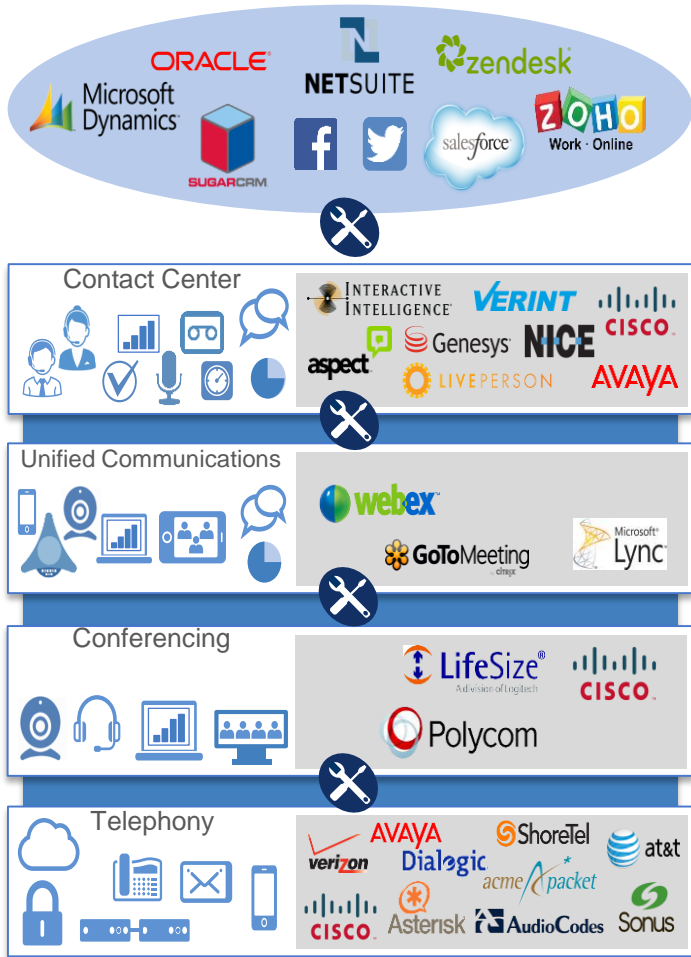 ORACLE
NETSUITE
zendesk
Microsoft
Dynamics
SUGARCRM
f
salesforce
ZOHO
Work · Online
Contact Center
INTERACTIVE
INTELLIGENCE
VERINT
CISCO
aspect
Genesys
NICE
LIVEPERSON
AVAYA
Unified Communications
webex
GoToMeeting
by citrix
Microsoft®
Lync
Conferencing
LifeSize®
A division of Logitech
CISCO
Polycom
Telephony
verizon
AVAYA
Dialogic
ShoreTel
at&t
acme packet
CISCO
Asterisk
AudioCodes
Sonus